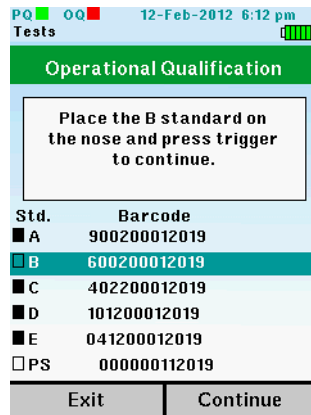 PQ OQ 12-Feb-2012 6:12 pm
Tests
Operational Qualification
Place the B standard on
the nose and press trigger
to continue.
Std. Barcode
A 900200012019
B 600200012019
C 402200012019
D 101200012019
E 041200012019
PS 000000112019
Exit Continue